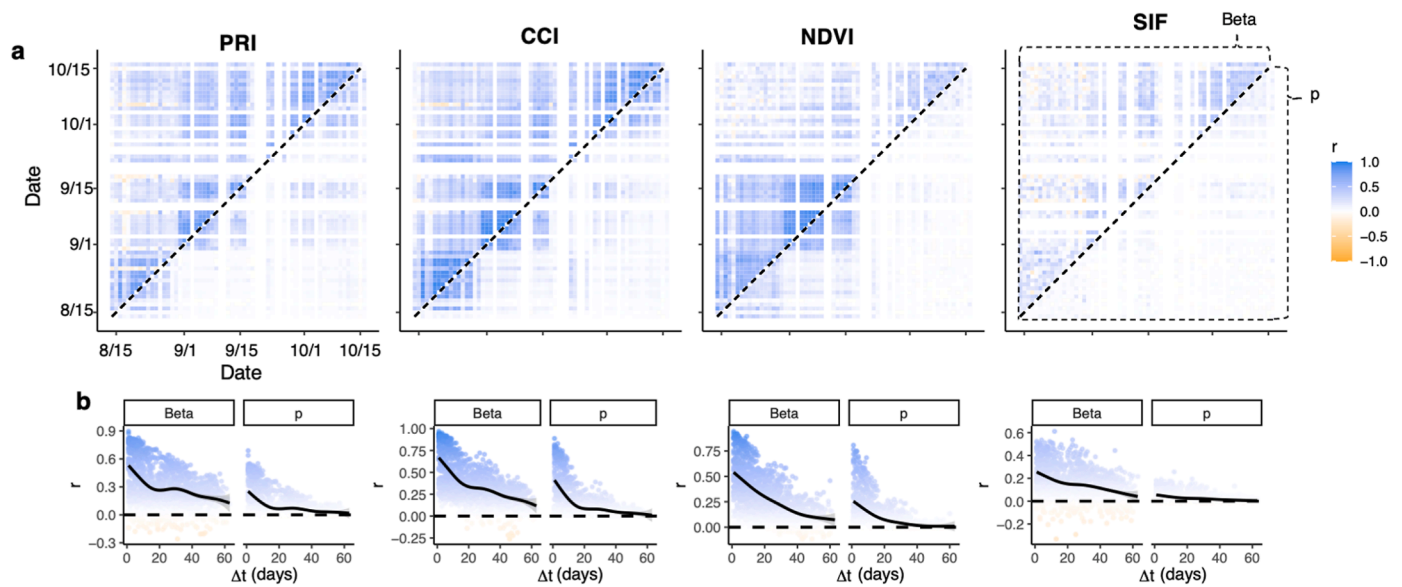 a
PRI
CCI
NDVI
SIF
Beta
p
Date
10/15
10/1
9/15
9/1
8/15
8/15 9/1 9/15 10/1 10/15
Date
r
1.0
0.5
0.0
−0.5
−1.0
b
Beta p
r
0.9
0.6
0.3
0.0
−0.3
0 20 40 60 0 20 40 60
Δt (days)
Beta p
r
1.00
0.75
0.50
0.25
0.00
−0.25
0 20 40 60 0 20 40 60
Δt (days)
Beta p
r
0.75
0.50
0.25
0.00
0 20 40 60 0 20 40 60
Δt (days)
Beta p
r
0.6
0.4
0.2
0.0
−0.2
0 20 40 60 0 20 40 60
Δt (days)